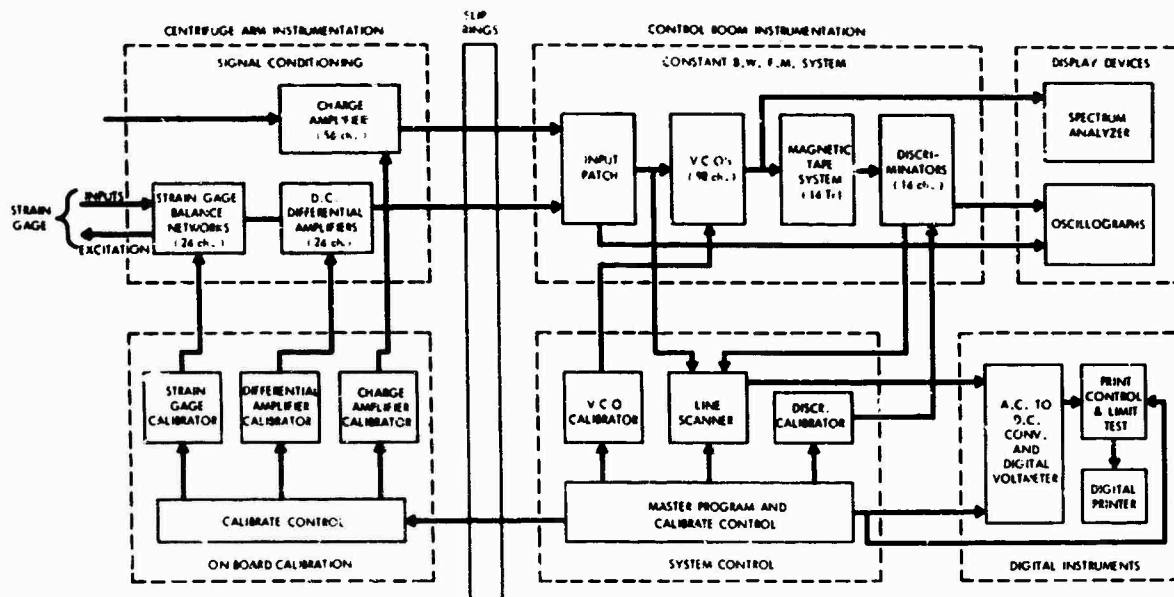 SLIP
RINGS
CENTRIFUGE ARM INSTRUMENTATION
SIGNAL CONDITIONING
CHARGE
AMPLIFIER
(56 ch.)
STRAIN
GAGE
INPUTS
EXCITATION
STRAIN GAGE
BALANCE
NETWORKS
(24 ch.)
D.C.
DIFFERENTIAL
AMPLIFIERS
(24 ch.)
CONTROL ROOM INSTRUMENTATION
CONSTANT B.W. F.M. SYSTEM
INPUT
PATCH
V C O's
(98 ch.)
MAGNETIC
TAPE
SYSTEM
(14 Tr)
DISCRI-
MINATORS
(14 ch.)
DISPLAY DEVICES
SPECTRUM
ANALYZER
OSCILLOGRAPHS
STRAIN
GAGE
CALIBRATOR
DIFFERENTIAL
AMPLIFIER
CALIBRATOR
CHARGE
AMPLIFIER
CALIBRATOR
CALIBRATE CONTROL
ON BOARD CALIBRATION
V C O
CALIBRATOR
LINE
SCANNER
DISCR.
CALIBRATOR
MASTER PROGRAM AND
CALIBRATE CONTROL
SYSTEM CONTROL
A.C. TO
D.C.
CONV.
AND
DIGITAL
VOLTMETER
PRINT
CONTROL
& LIMIT
TEST
DIGITAL
PRINTER
DIGITAL INSTRUMENTS